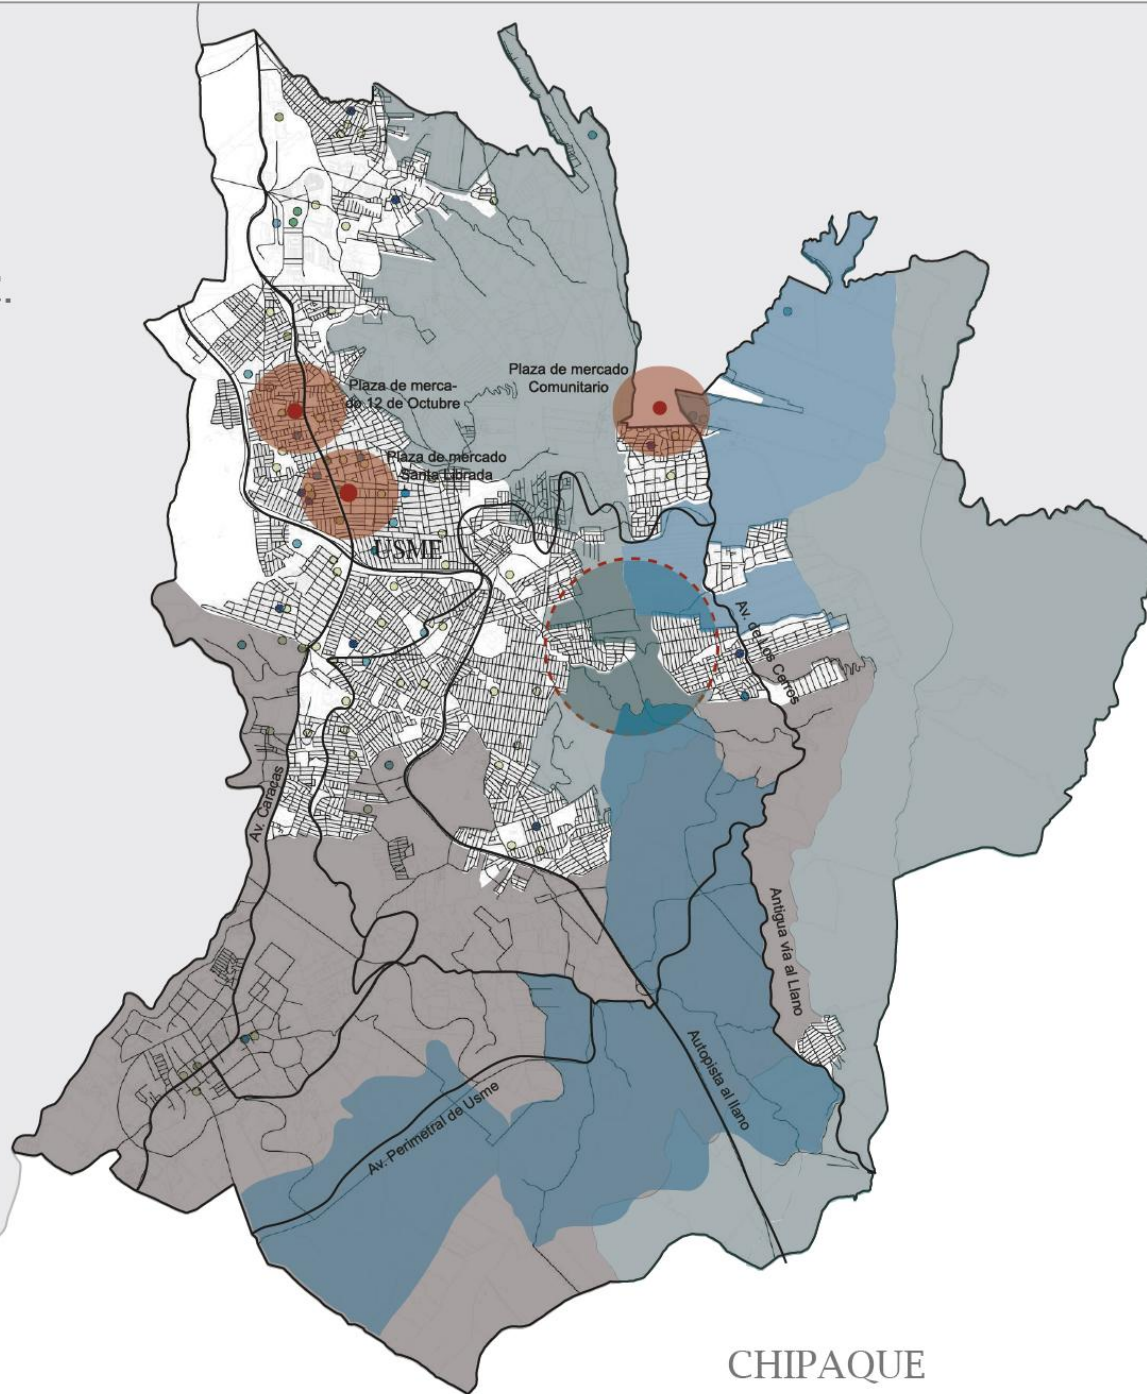 Plaza de mercado
Comunitario
Plaza de merca-
do 12 de Octubre
Plaza de mercado
Santa Librada
USME
Av. de Los Cerros
Av. Caracas
Antigua vía al Llano
Autopista al llano
Av. Perimetral de Usme
CHIPAQUE